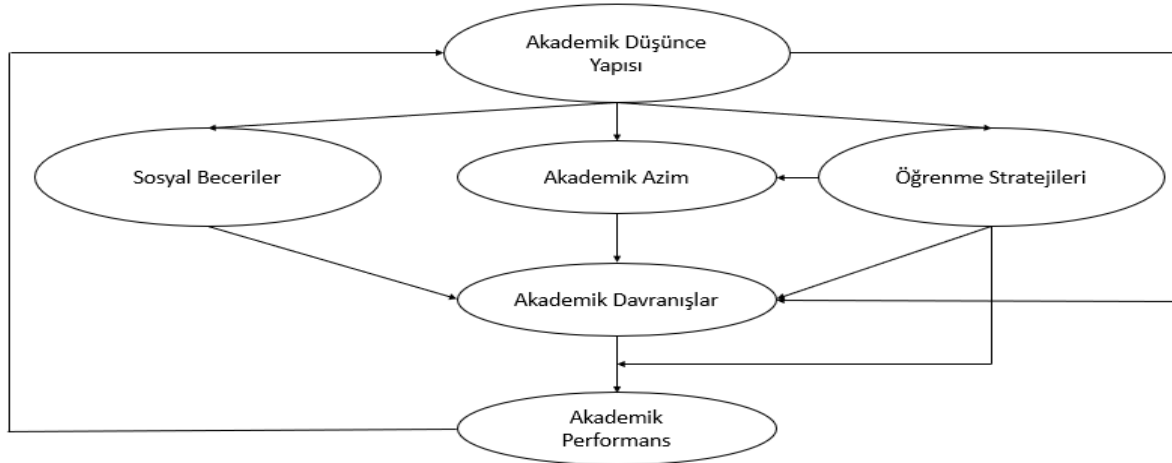 Akademik Düşünce
Yapısı
Sosyal Beceriler
Akademik Azim
Öğrenme Stratejileri
Akademik Davranışlar
Akademik
Performans